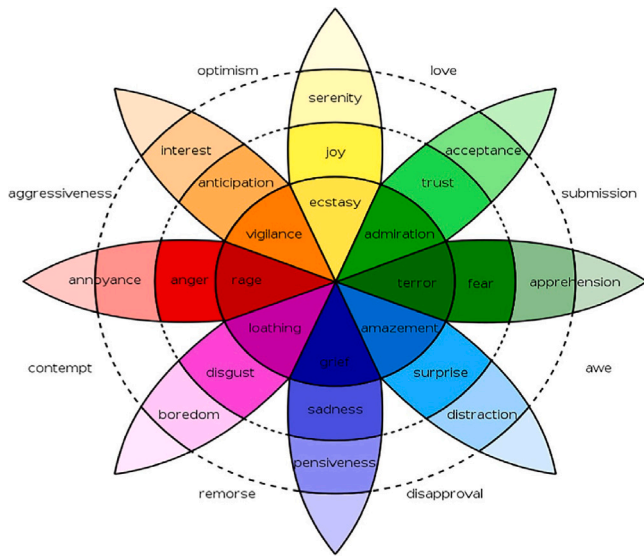 optimism
love
serenity
interest
joy
acceptance
anticipation
trust
aggressiveness
submission
ecstasy
vigilance
admiration
annoyance
anger
rage
terror
fear
apprehension
loathing
amazement
contempt
grief
awe
disgust
surprise
boredom
sadness
distraction
pensiveness
remorse
disapproval